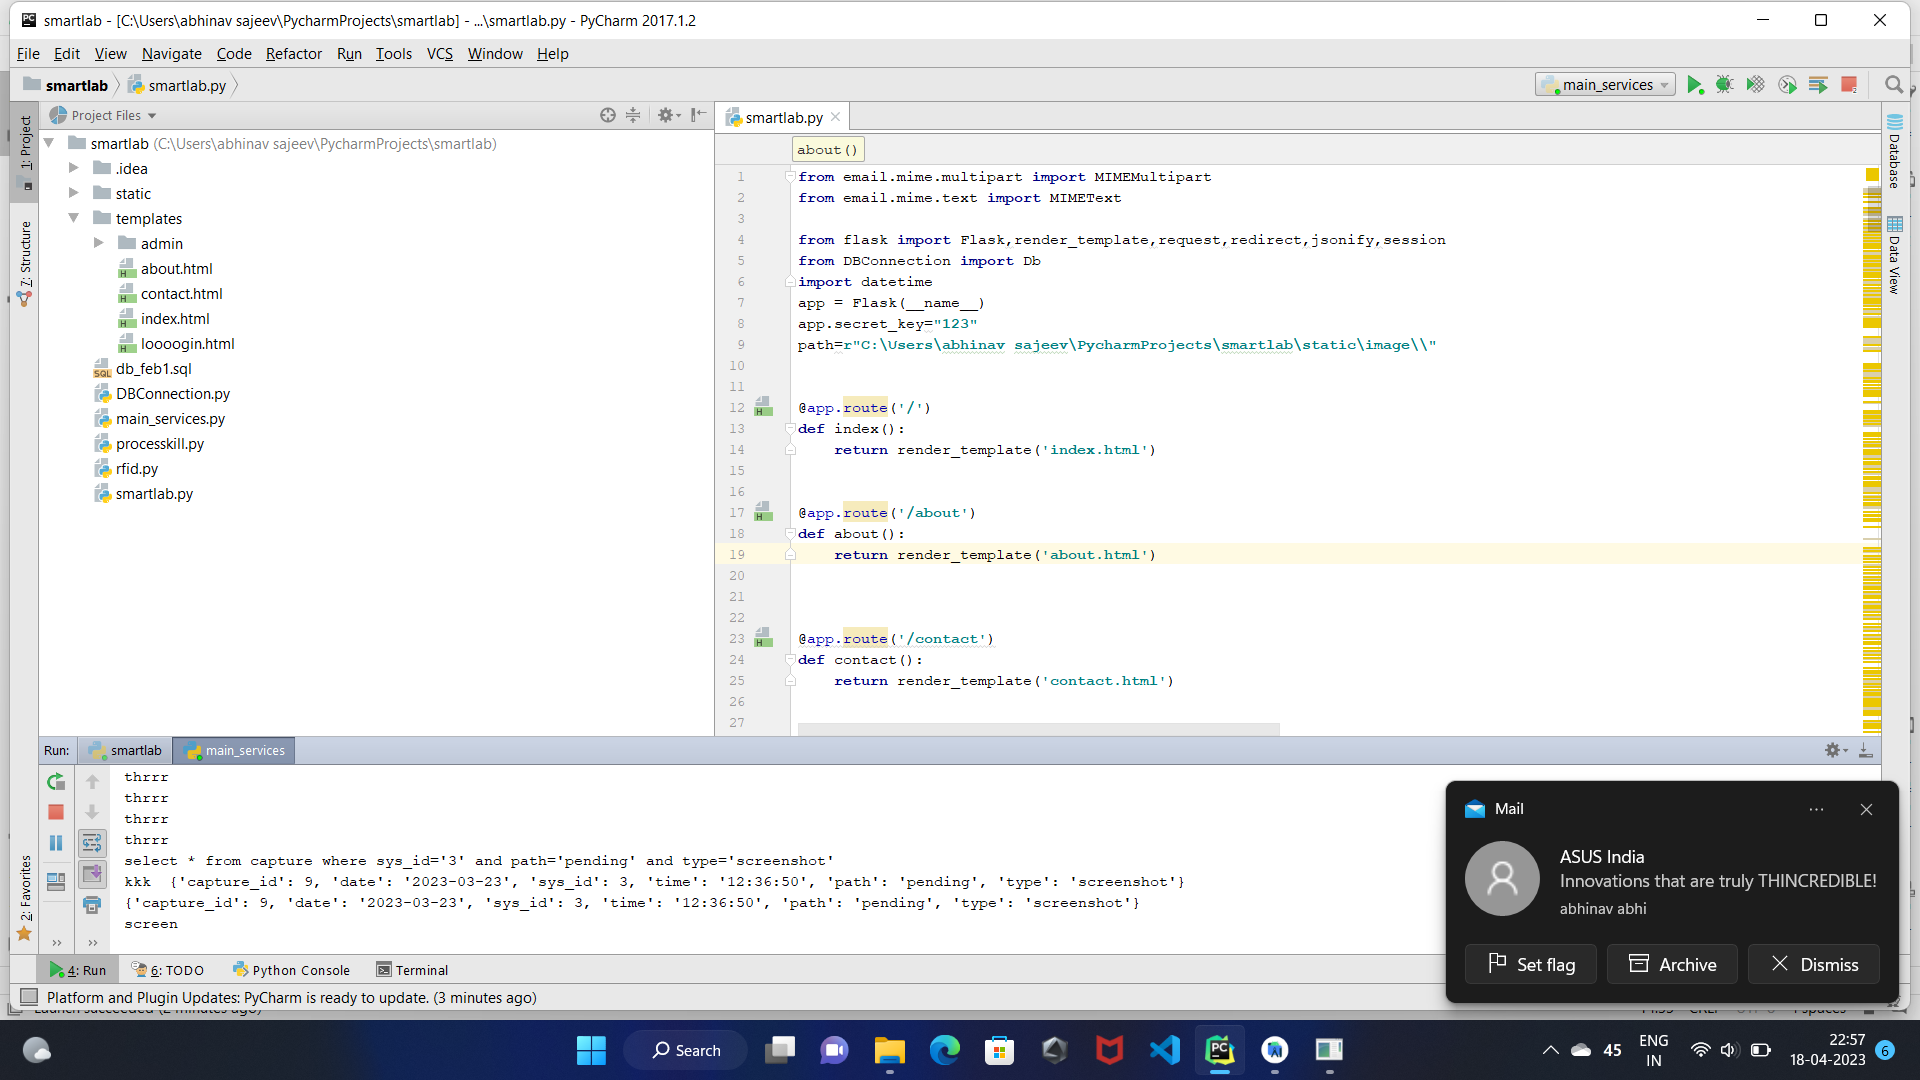 smartlab - [C:\Users\abhinav sajeev\PycharmProjects\smartlab] - ...\smartlab.py - PyCharm 2017.1.2
File Edit View Navigate Code Refactor Run Tools VCS Window Help
smartlab smartlab.py main_services
Project Files
1: Project
7: Structure
2: Favorites
smartlab (C:\Users\abhinav sajeev\PycharmProjects\smartlab)
.idea
static
templates
admin
about.html
contact.html
index.html
loooogin.html
db_feb1.sql
DBConnection.py
main_services.py
processkill.py
rfid.py
smartlab.py
smartlab.py
about()
1 from email.mime.multipart import MIMEMultipart
2 from email.mime.text import MIMEText
3
4 from flask import Flask,render_template,request,redirect,jsonify,session
5 from DBConnection import Db
6 import datetime
7 app = Flask(__name__)
8 app.secret_key="123"
9 path=r"C:\Users\abhinav sajeev\PycharmProjects\smartlab\static\image\\"
10
11
12 @app.route('/')
13 def index():
14 return render_template('index.html')
15
16
17 @app.route('/about')
18 def about():
19 return render_template('about.html')
20
21
22
23 @app.route('/contact')
24 def contact():
25 return render_template('contact.html')
26
27
Database
Data View
Run: smartlab main_services
thrrr
thrrr
thrrr
thrrr
select * from capture where sys_id='3' and path='pending' and type='screenshot'
kkk {'capture_id': 9, 'date': '2023-03-23', 'sys_id': 3, 'time': '12:36:50', 'path': 'pending', 'type': 'screenshot'}
{'capture_id': 9, 'date': '2023-03-23', 'sys_id': 3, 'time': '12:36:50', 'path': 'pending', 'type': 'screenshot'}
screen
4: Run 6: TODO Python Console Terminal
Platform and Plugin Updates: PyCharm is ready to update. (3 minutes ago)
Mail
ASUS India
Innovations that are truly THINCREDIBLE!
abhinav abhi
Set flag Archive Dismiss
Search
45
ENG
IN
22:57
18-04-2023
6